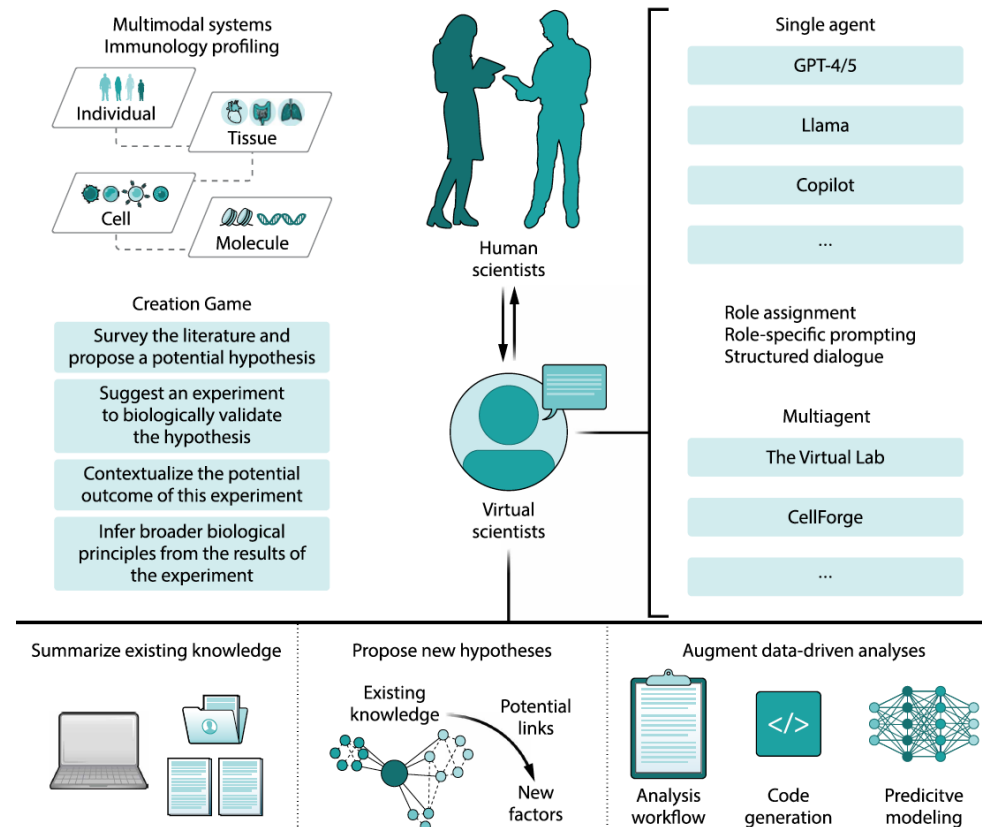 Multimodal systems
Immunology profiling
Individual
Tissue
Cell
Molecule
Creation Game
Survey the literature and
propose a potential hypothesis
Suggest an experiment
to biologically validate
the hypothesis
Contextualize the potential
outcome of this experiment
Infer broader biological
principles from the results of
the experiment
Human
scientists
Virtual
scientists
Single agent
GPT-4/5
Llama
Copilot
...
Role assignment
Role-specific prompting
Structured dialogue
Multiagent
The Virtual Lab
CellForge
...
Summarize existing knowledge
Propose new hypotheses
Existing
knowledge
Potential
links
New
factors
Augment data-driven analyses
</>
Analysis
workflow
Code
generation
Predicitve
modeling